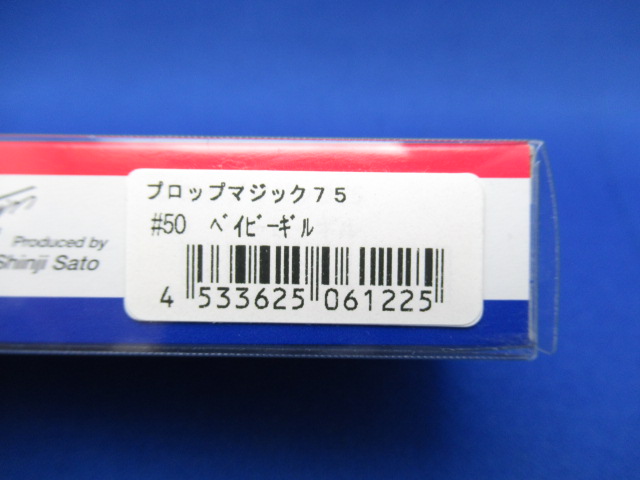 プロップマジック７５
#50 ﾍﾞｲﾋﾞｰｷﾞﾙ
Produced by
Shinji Sato
4 533625 061225